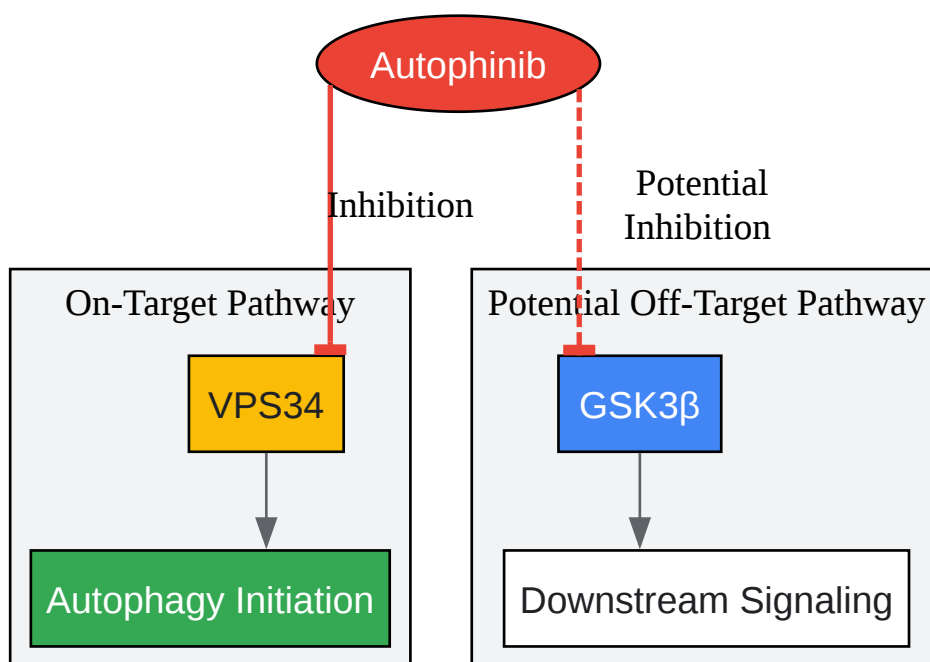 Autophinib
Inhibition
Potential
Inhibition
On-Target Pathway
Potential Off-Target Pathway
VPS34
GSK3β
Autophagy Initiation
Downstream Signaling